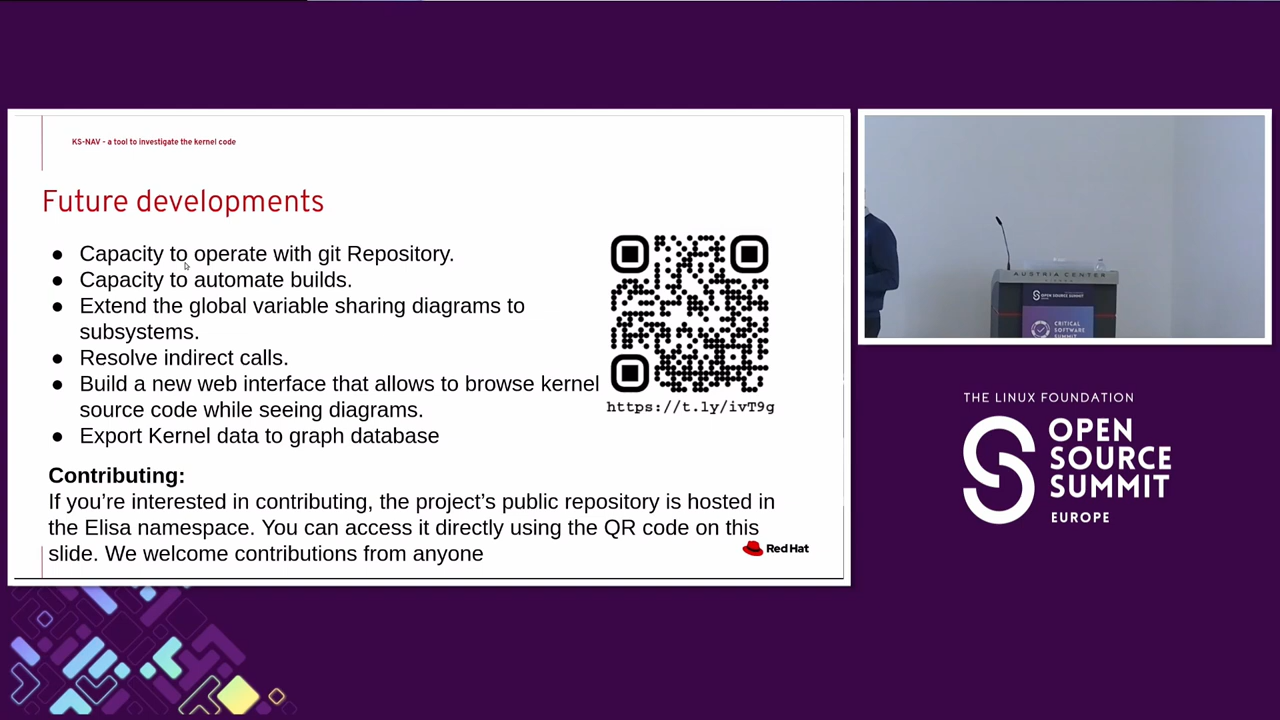 KS-NAV - a tool to investigate the kernel code
Future developments
● Capacity to operate with git Repository.
● Capacity to automate builds.
● Extend the global variable sharing diagrams to
subsystems.
● Resolve indirect calls.
● Build a new web interface that allows to browse kernel
source code while seeing diagrams.
● Export Kernel data to graph database
https://t.ly/ivT9g
Contributing:
If you’re interested in contributing, the project’s public repository is hosted in
the Elisa namespace. You can access it directly using the QR code on this
slide. We welcome contributions from anyone
Red Hat
AUSTRIA CENTER
OPEN SOURCE SUMMIT
CRITICAL
SOFTWARE
SUMMIT
THE LINUX FOUNDATION
OPEN
SOURCE
SUMMIT
EUROPE